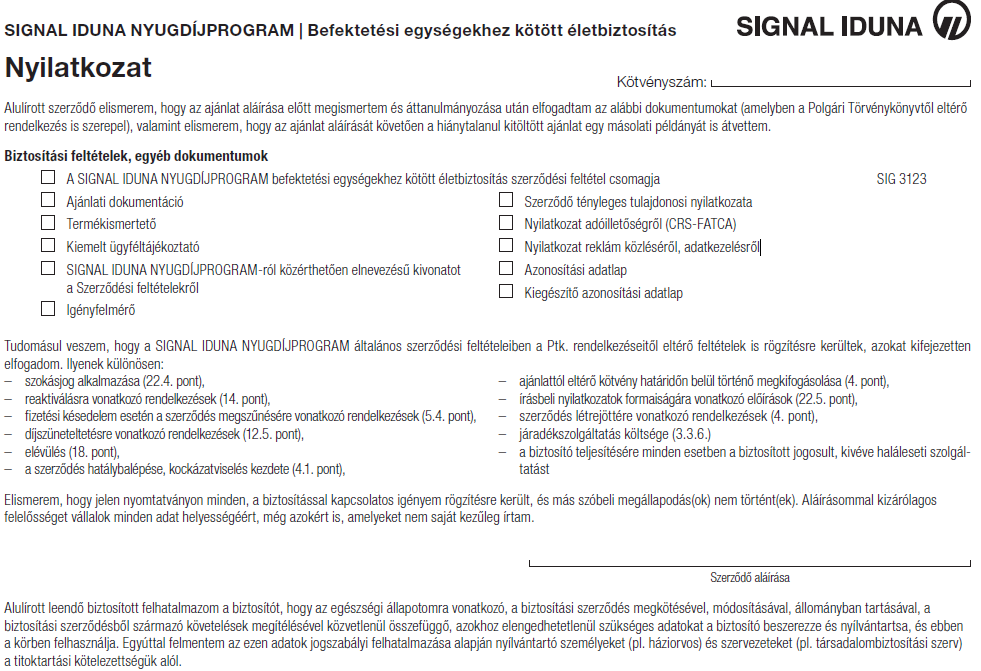 SIGNAL IDUNA NYUGDÍJPROGRAM | Befektetési egységekhez kötött életbiztosítás
SIGNAL IDUNA
Nyilatkozat
Kötvényszám:
Alulírott szerződő elismerem, hogy az ajánlat aláírása előtt megismertem és áttanulmányozása után elfogadtam az alábbi dokumentumokat (amelyben a Polgári Törvénykönyvtől eltérő
rendelkezés is szerepel), valamint elismerem, hogy az ajánlat aláírását követően a hiánytalanul kitöltött ajánlat egy másolati példányát is átvettem.
Biztosítási feltételek, egyéb dokumentumok
A SIGNAL IDUNA NYUGDÍJPROGRAM befektetési egységekhez kötött életbiztosítás szerződési feltétel csomagja SIG 3123
Ajánlati dokumentáció
Termékismertető
Kiemelt ügyféltájékoztató
SIGNAL IDUNA NYUGDÍJPROGRAM-ról közérthetően elnevezésű kivonatot
a Szerződési feltételekről
Igényfelmérő
Szerződő tényleges tulajdonosi nyilatkozata
Nyilatkozat adóilletőségről (CRS-FATCA)
Nyilatkozat reklám közléséről, adatkezelésről
Azonosítási adatlap
Kiegészítő azonosítási adatlap
Tudomásul veszem, hogy a SIGNAL IDUNA NYUGDÍJPROGRAM általános szerződési feltételeiben a Ptk. rendelkezéseitől eltérő feltételek is rögzítésre kerültek, azokat kifejezetten
elfogadom. Ilyenek különösen:
– szokásjog alkalmazása (22.4. pont),
– reaktiválásra vonatkozó rendelkezések (14. pont),
– fizetési késedelem esetén a szerződés megszűnésére vonatkozó rendelkezések (5.4. pont),
– díjszüneteltetésre vonatkozó rendelkezések (12.5. pont),
– elévülés (18. pont),
– a szerződés hatálybalépése, kockázatviselés kezdete (4.1. pont),
– ajánlattól eltérő kötvény határidőn belül történő megkifogásolása (4. pont),
– írásbeli nyilatkozatok formaiságára vonatkozó előírások (22.5. pont),
– szerződés létrejöttére vonatkozó rendelkezések (4. pont),
– járadékszolgáltatás költsége (3.3.6.)
– a biztosító teljesítésére minden esetben a biztosított jogosult, kivéve haláleseti szolgál-
tatást
Elismerem, hogy jelen nyomtatványon minden, a biztosítással kapcsolatos igényem rögzítésre került, és más szóbeli megállapodás(ok) nem történt(ek). Aláírásommal kizárólagos
felelősséget vállalok minden adat helyességéért, még azokért is, amelyeket nem saját kezűleg írtam.
Szerződő aláírása
Alulírott leendő biztosított felhatalmazom a biztosítót, hogy az egészségi állapotomra vonatkozó, a biztosítási szerződés megkötésével, módosításával, állományban tartásával, a
biztosítási szerződésből származó követelések megítélésével közvetlenül összefüggő, azokhoz elengedhetetlenül szükséges adatokat a biztosító beszerezze és nyilvántartsa, és ebben
a körben felhasználja. Egyúttal felmentem az ezen adatok jogszabályi felhatalmazása alapján nyilvántartó személyeket (pl. háziorvos) és szervezeteket (pl. társadalombiztosítási szerv)
a titoktartási kötelezettségük alól.